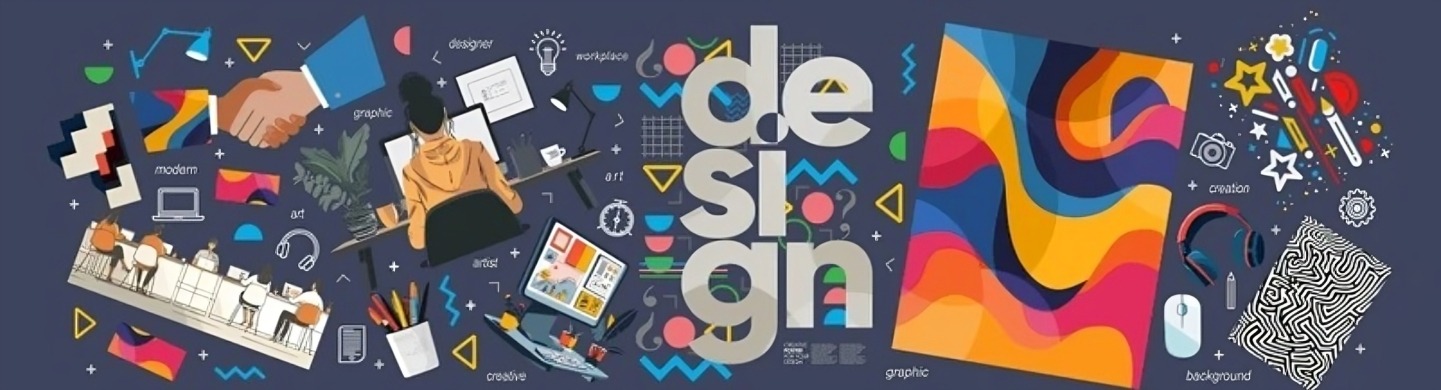 designer
workplace
graphic
modern
art
art
artist
creative
de
si
gn
creation
graphic
background